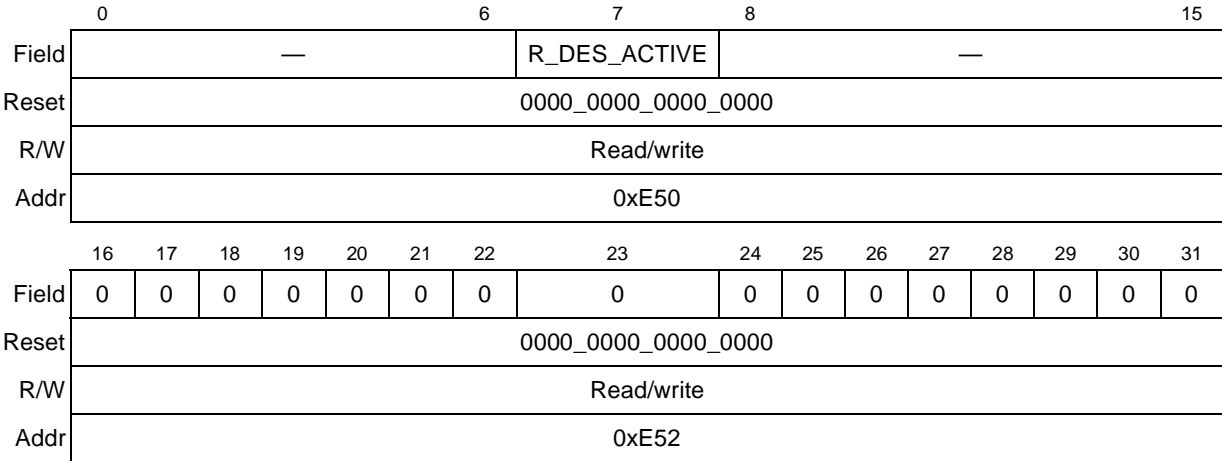 0 6 7 8 15
Field — R_DES_ACTIVE —
Reset 0000_0000_0000_0000
R/W Read/write
Addr 0xE50
16 17 18 19 20 21 22 23 24 25 26 27 28 29 30 31
Field 0 0 0 0 0 0 0 0 0 0 0 0 0 0 0 0
Reset 0000_0000_0000_0000
R/W Read/write
Addr 0xE52